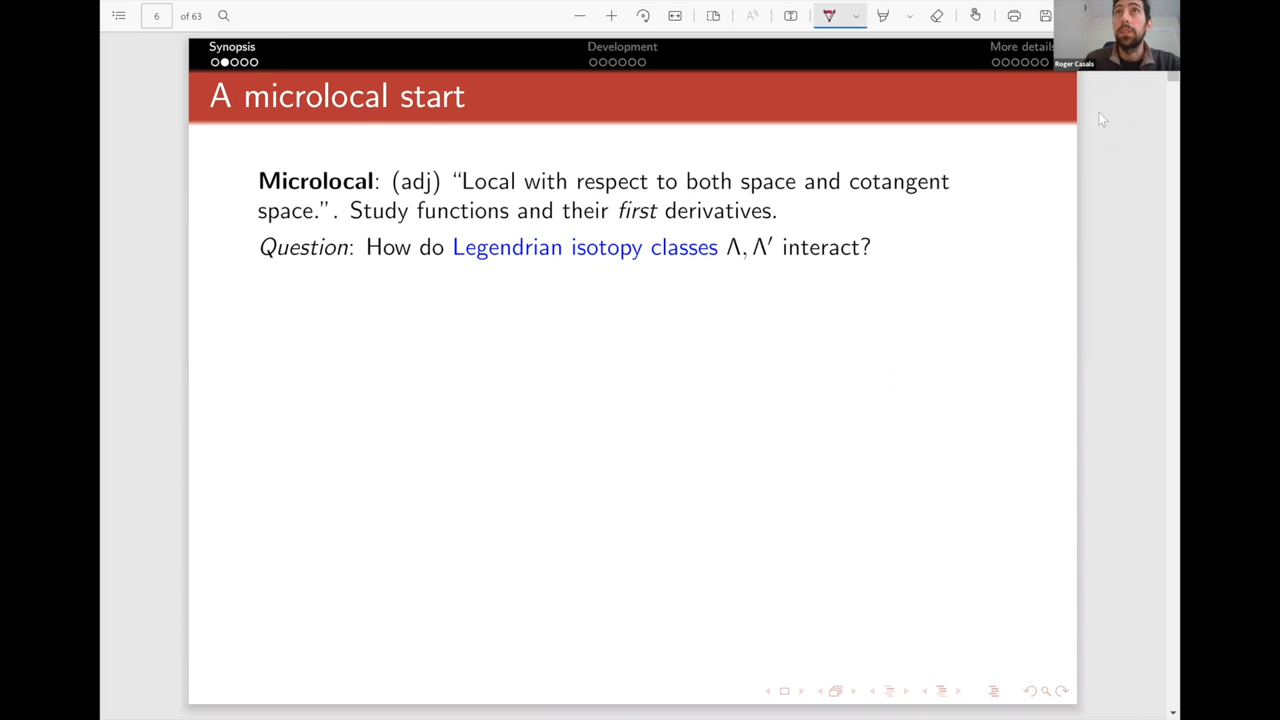 6 of 63
Roger Casals
Synopsis Development More details
A microlocal start
Microlocal: (adj) “Local with respect to both space and cotangent
space.”. Study functions and their first derivatives.
Question: How do Legendrian isotopy classes Λ, Λ′ interact?